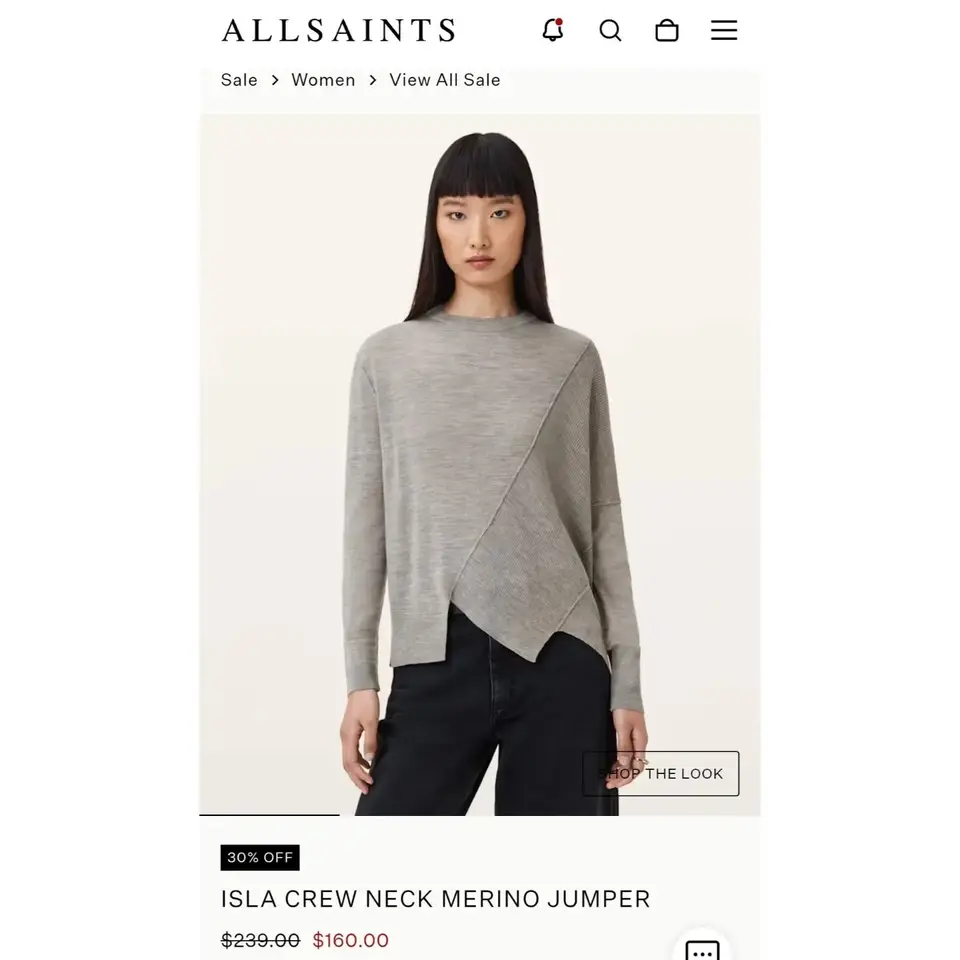 ALLSAINTS
Sale > Women > View All Sale
SHOP THE LOOK
30% OFF
ISLA CREW NECK MERINO JUMPER
$239.00 $160.00